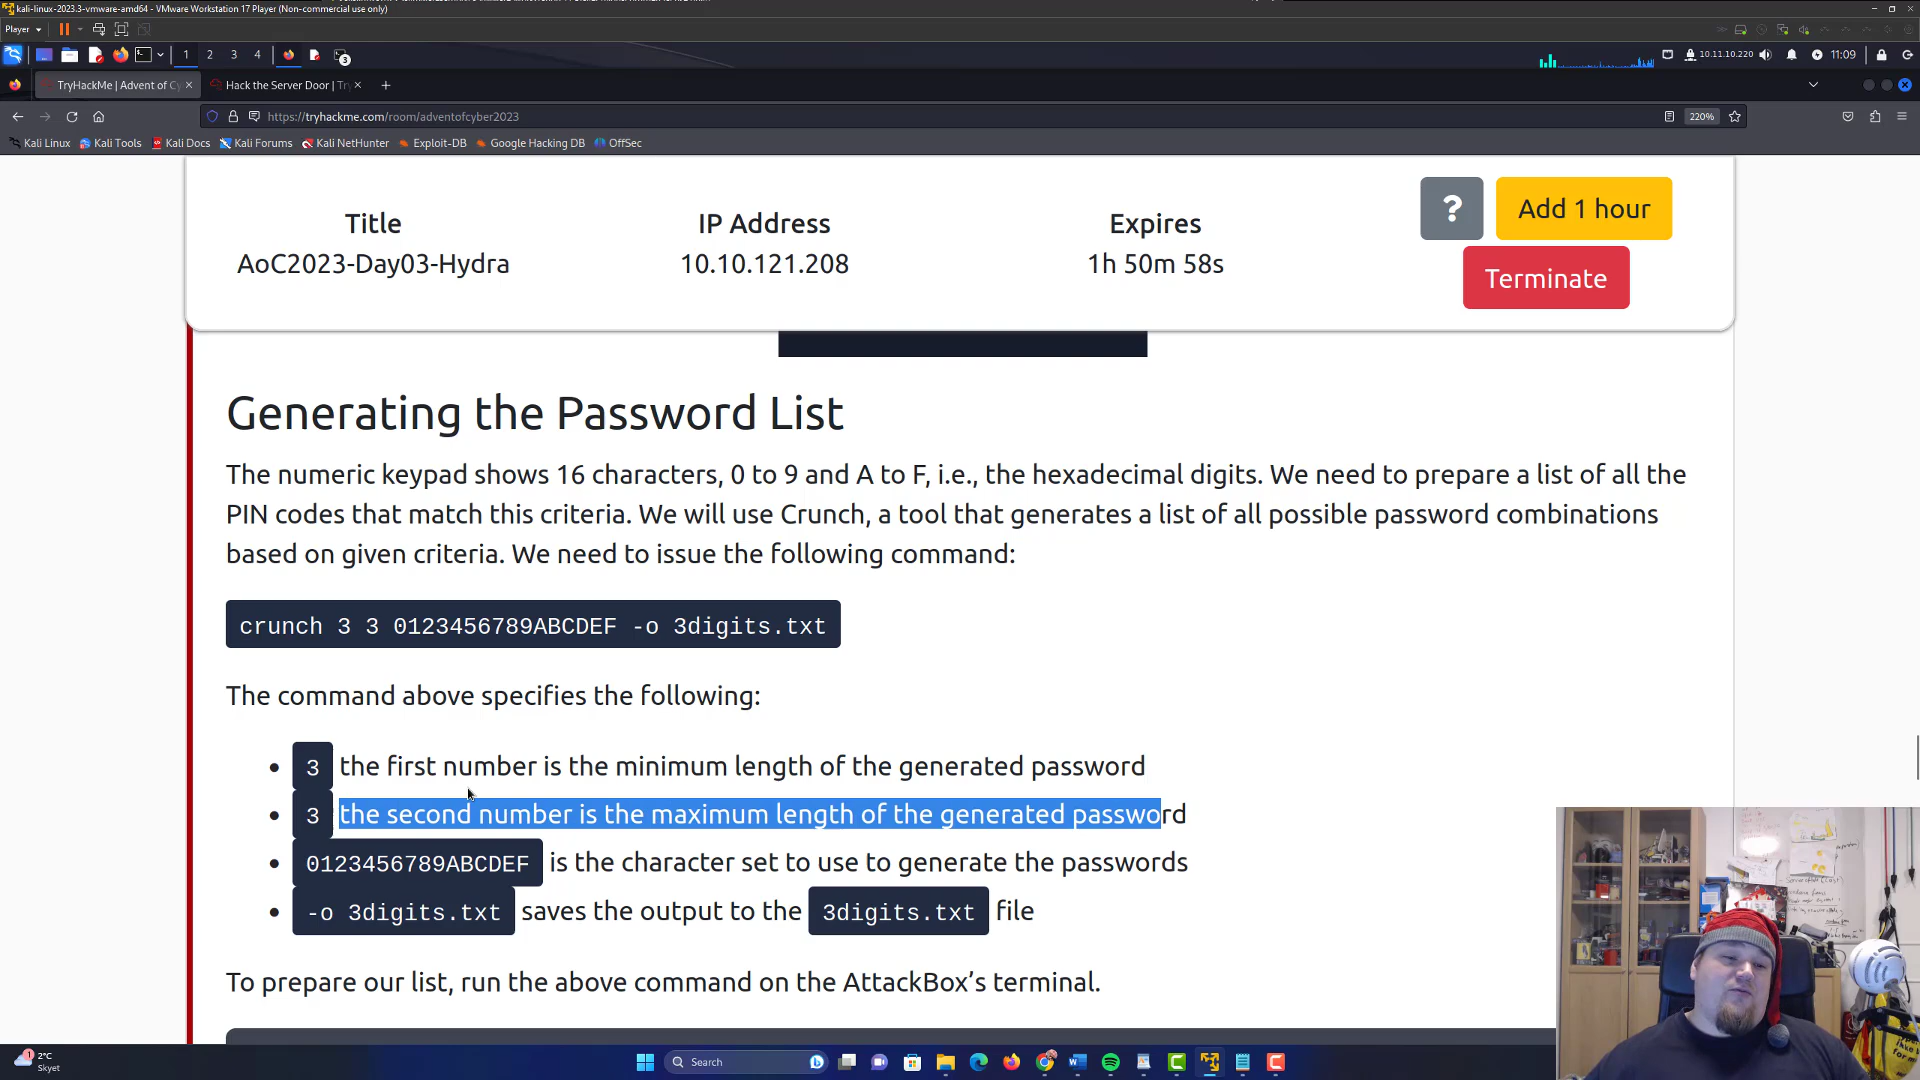 kali-linux-2023.3-vmware-amd64 - VMware Workstation 17 Player (Non-commercial use only)
Player
1 2 3 4 3 10.11.10.220 11:09
TryHackMe | Advent of Cy Hack the Server Door | Try
https://tryhackme.com/room/adventofcyber2023 220%
Kali Linux Kali Tools Kali Docs Kali Forums Kali NetHunter Exploit-DB Google Hacking DB OffSec
Title IP Address Expires ? Add 1 hour
AoC2023-Day03-Hydra 10.10.121.208 1h 50m 58s Terminate
Generating the Password List
The numeric keypad shows 16 characters, 0 to 9 and A to F, i.e., the hexadecimal digits. We need to prepare a list of all the
PIN codes that match this criteria. We will use Crunch, a tool that generates a list of all possible password combinations
based on given criteria. We need to issue the following command:
crunch 3 3 0123456789ABCDEF -o 3digits.txt
The command above specifies the following:
3 the first number is the minimum length of the generated password
3 the second number is the maximum length of the generated password
0123456789ABCDEF is the character set to use to generate the passwords
-o 3digits.txt saves the output to the 3digits.txt file
To prepare our list, run the above command on the AttackBox's terminal.
1 2°C
Skyet
Search